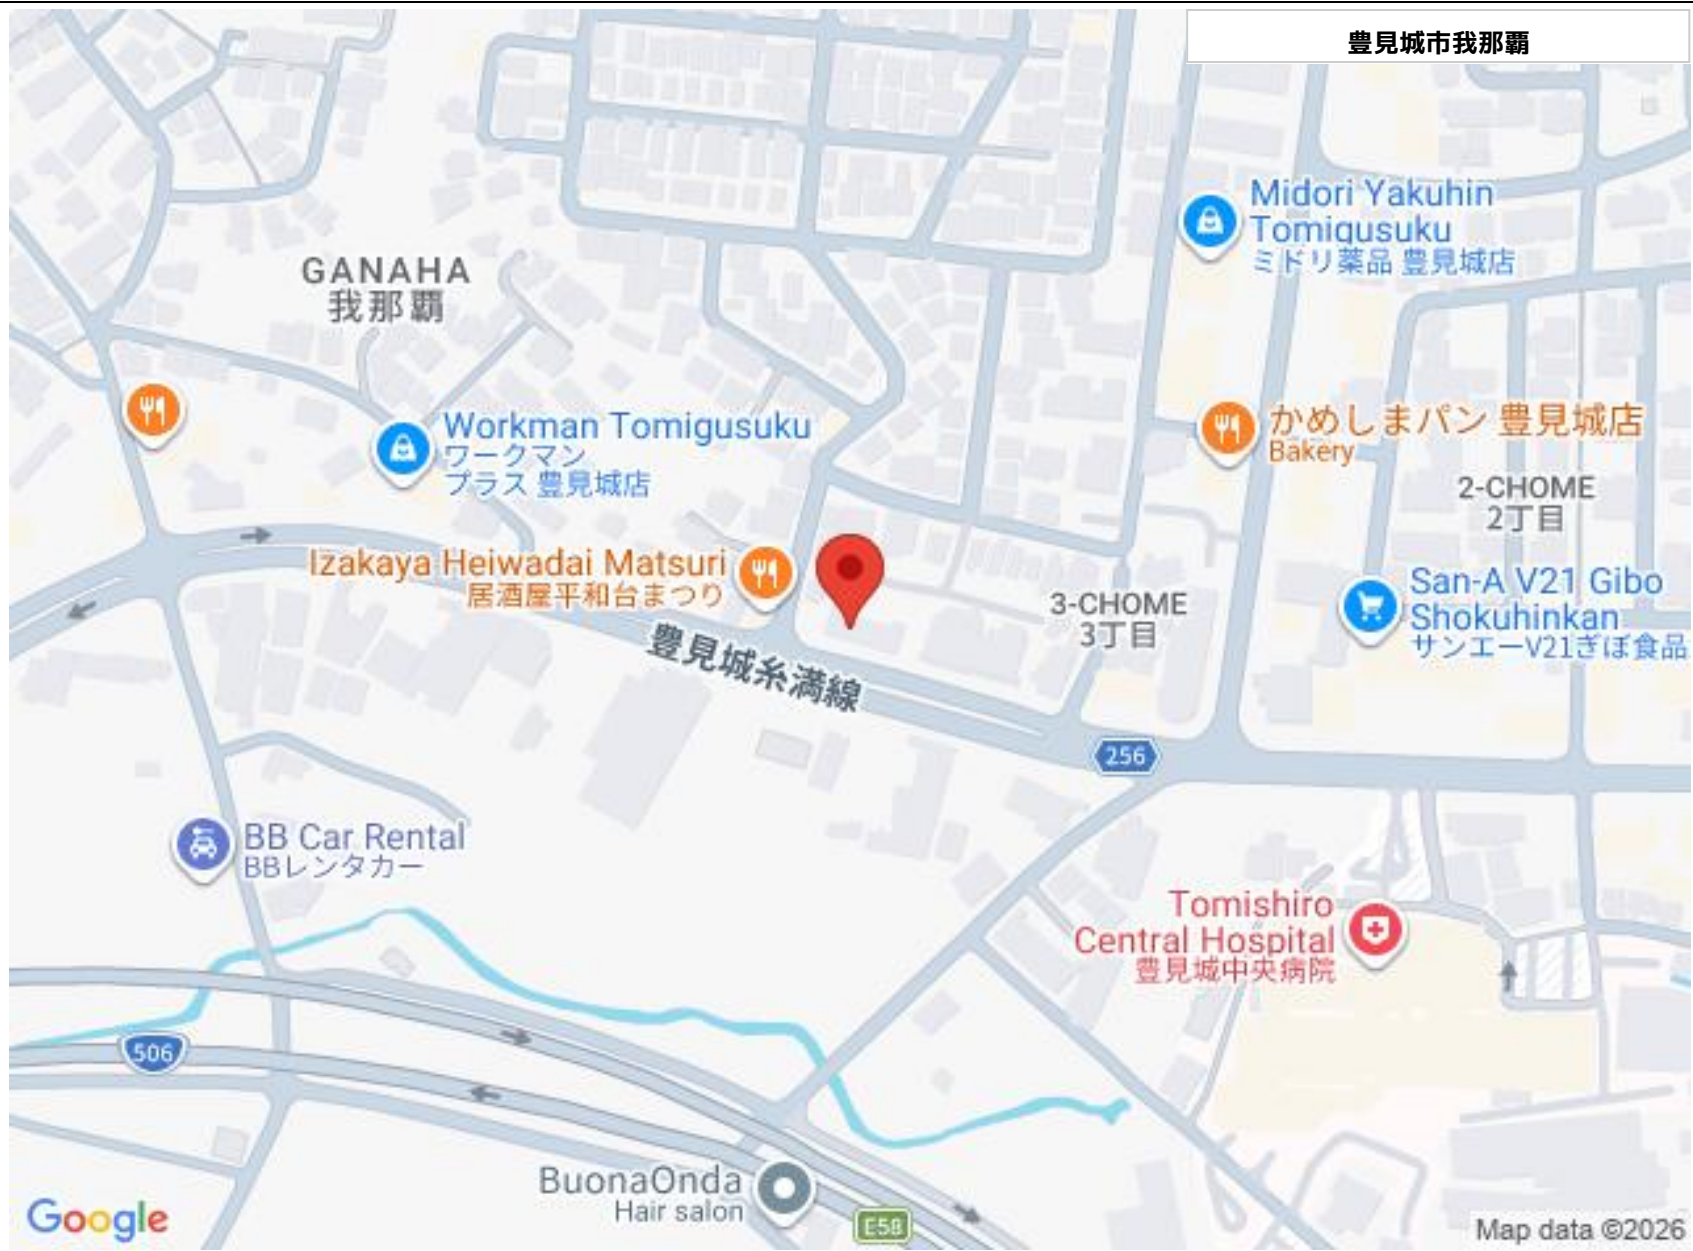 豊見城市我那覇
Midori Yakuhin
Tomigusuku
ミドリ薬品 豊見城店
GANAHA
我那覇
Workman Tomigusuku
ワークマン
プラス 豊見城店
かめしまパン 豊見城店
Bakery
2-CHOME
2丁目
Izakaya Heiwadai Matsuri
居酒屋平和台まつり
3-CHOME
3丁目
San-A V21 Gibo
Shokuhinkan
サンエーV21ぎぼ食品
豊見城糸満線
256
BB Car Rental
BBレンタカー
Tomishiro
Central Hospital
豊見城中央病院
506
BuonaOnda
Hair salon
E58
Google
Map data ©2026